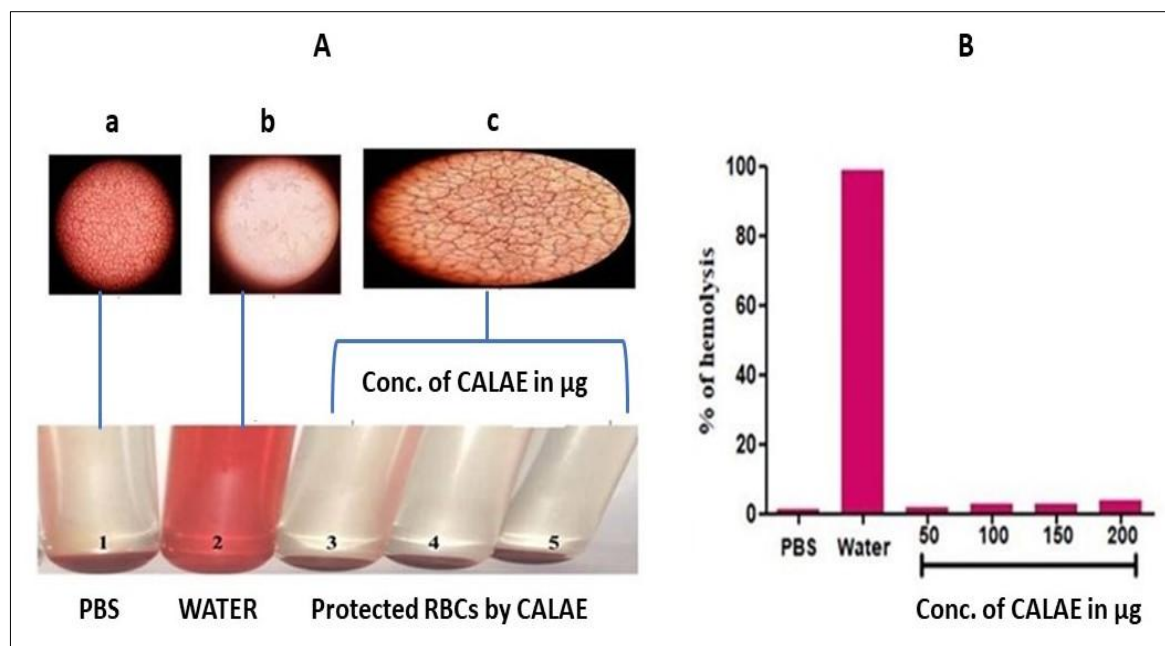 A
B
a
b
c
Conc. of CALAE in µg
1
2
3
4
5
PBS
WATER
Protected RBCs by CALAE
% of hemolysis
100
80
60
40
20
0
PBS
Water
50
100
150
200
Conc. of CALAE in µg